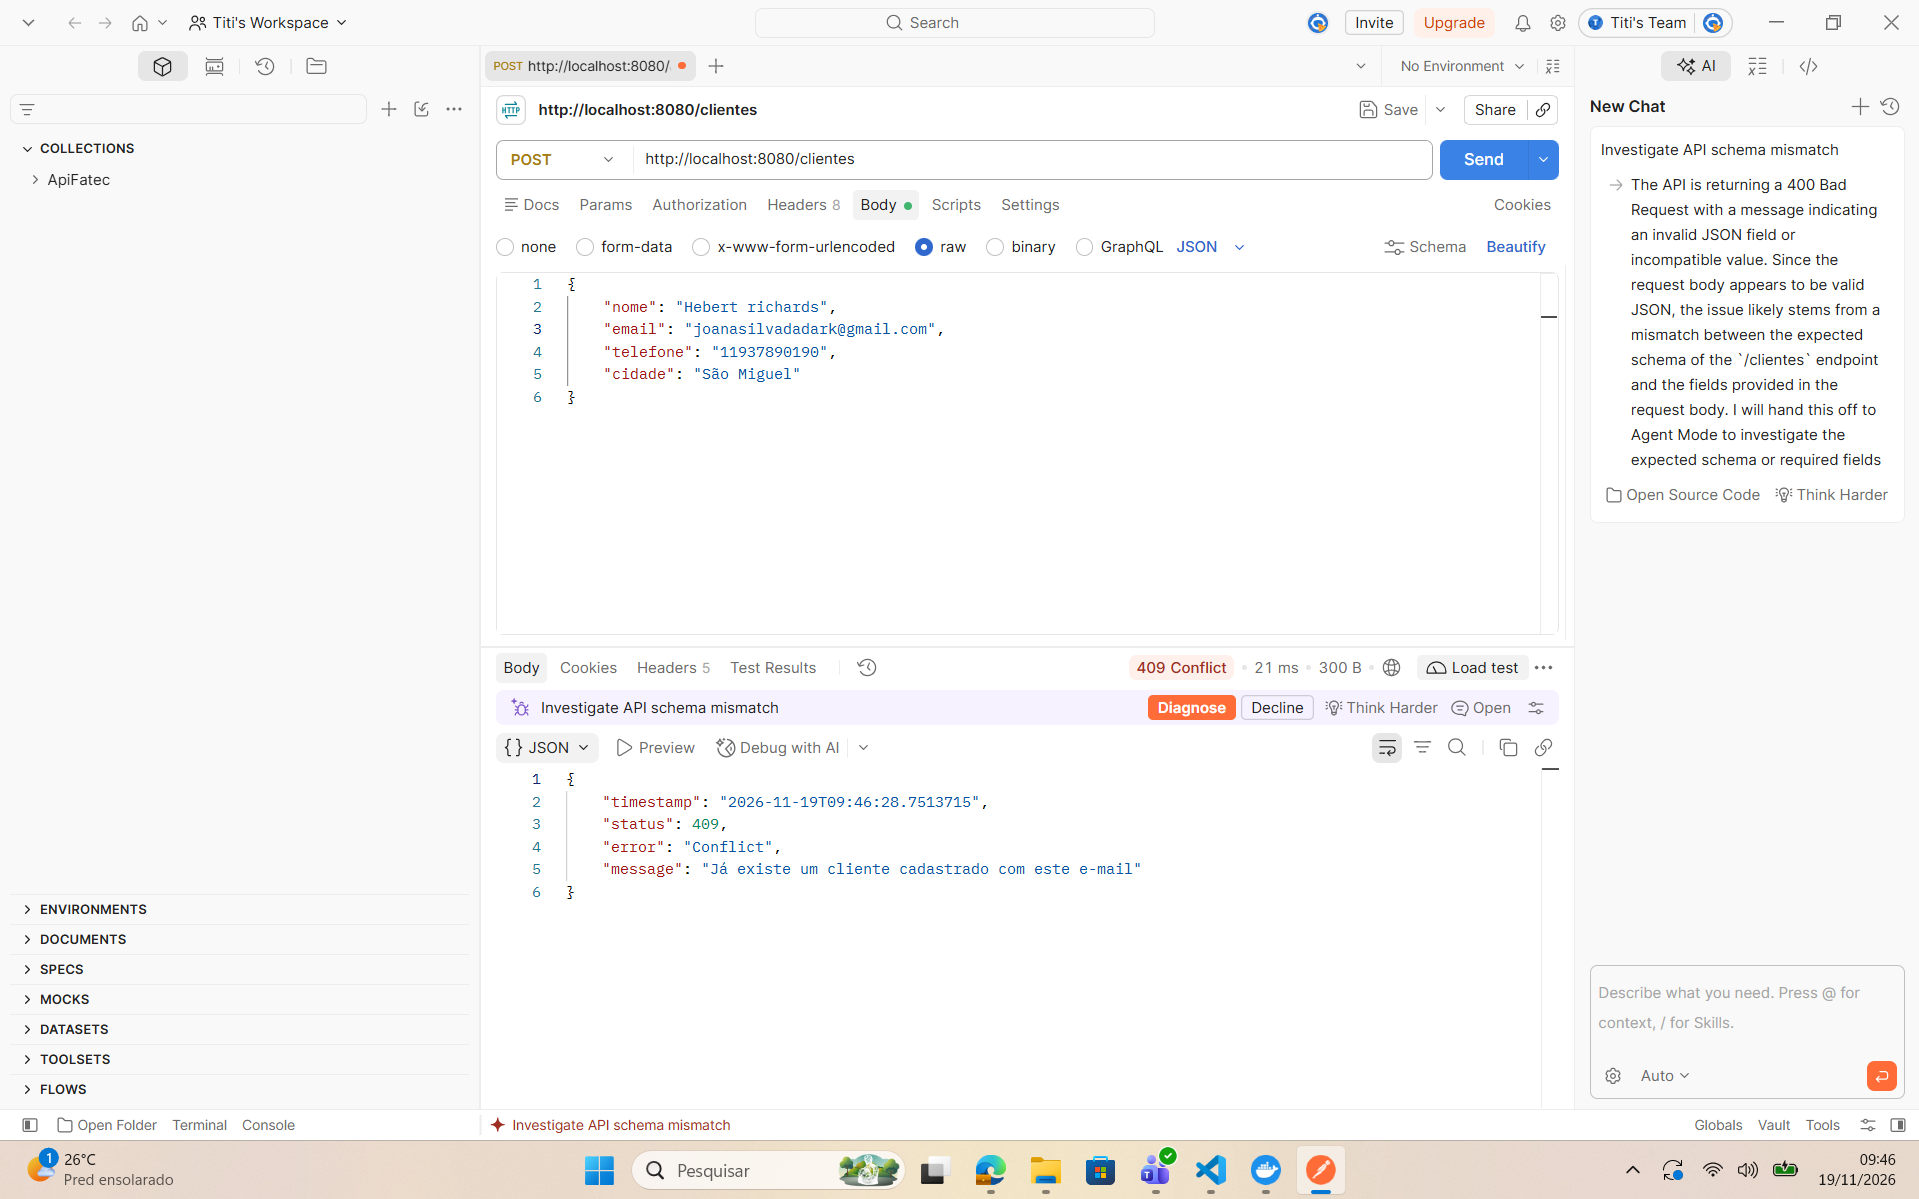 Titi's Workspace
Search
Invite
Upgrade
Titi's Team
POST http://localhost:8080/
No Environment
AI
COLLECTIONS
ApiFatec
HTTP
http://localhost:8080/clientes
Save
Share
POST
http://localhost:8080/clientes
Send
Docs
Params
Authorization
Headers 8
Body
Scripts
Settings
Cookies
none
form-data
x-www-form-urlencoded
raw
binary
GraphQL
JSON
Schema
Beautify
1 {
2 "nome": "Hebert richards",
3 "email": "joanasilvadadark@gmail.com",
4 "telefone": "11937890190",
5 "cidade": "São Miguel"
6 }
Body
Cookies
Headers 5
Test Results
409 Conflict
21 ms
300 B
Load test
Investigate API schema mismatch
Diagnose
Decline
Think Harder
Open
{} JSON
Preview
Debug with AI
1 {
2 "timestamp": "2026-11-19T09:46:28.7513715",
3 "status": 409,
4 "error": "Conflict",
5 "message": "Já existe um cliente cadastrado com este e-mail"
6 }
New Chat
Investigate API schema mismatch
The API is returning a 400 Bad
Request with a message indicating
an invalid JSON field or
incompatible value. Since the
request body appears to be valid
JSON, the issue likely stems from a
mismatch between the expected
schema of the `/clientes` endpoint
and the fields provided in the
request body. I will hand this off to
Agent Mode to investigate the
expected schema or required fields
Open Source Code
Think Harder
Describe what you need. Press @ for
context, / for Skills.
Auto
ENVIRONMENTS
DOCUMENTS
SPECS
MOCKS
DATASETS
TOOLSETS
FLOWS
Open Folder
Terminal
Console
Investigate API schema mismatch
Globals
Vault
Tools
1
26°C
Pred ensolarado
Pesquisar
09:46
19/11/2026